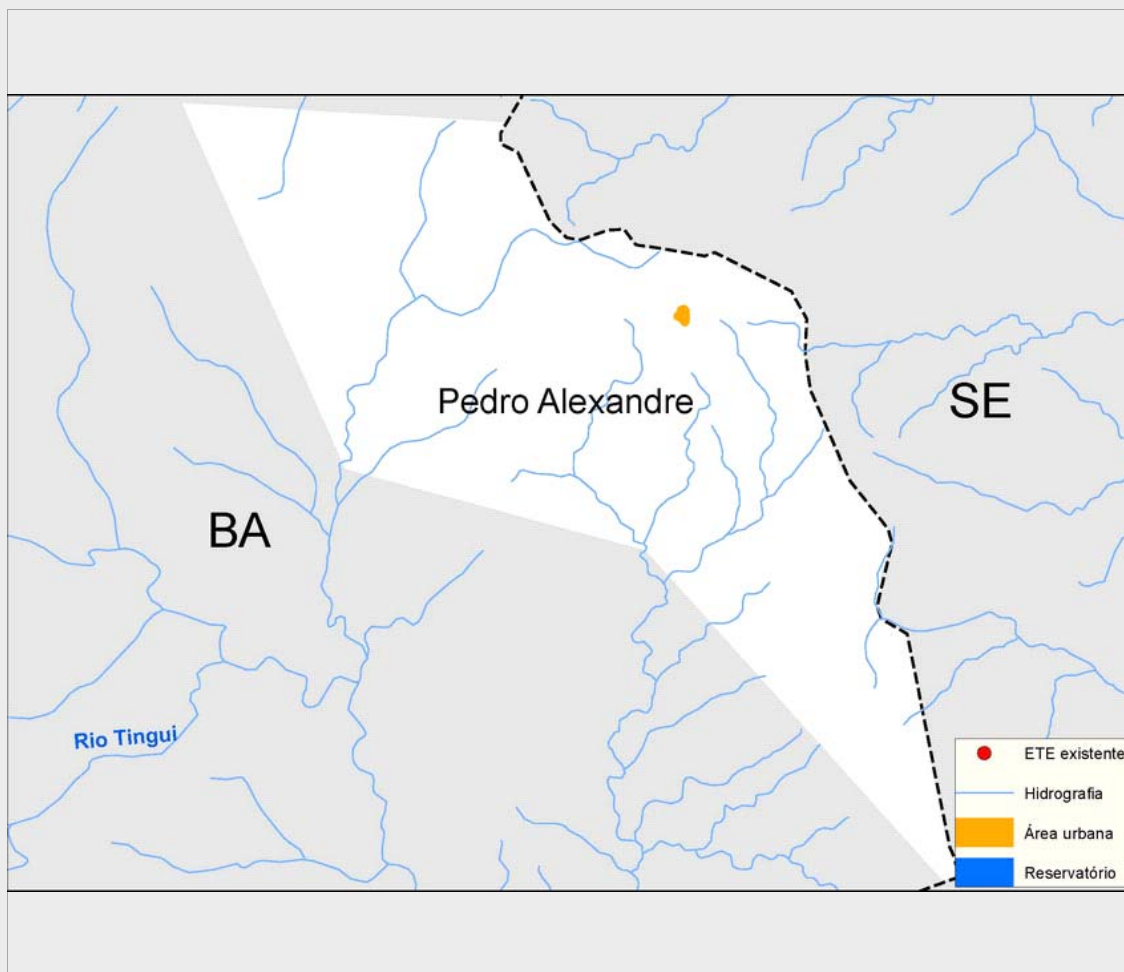 Pedro Alexandre
SE
BA
Rio Tingui
ETE existente
Hidrografia
Área urbana
Reservatório